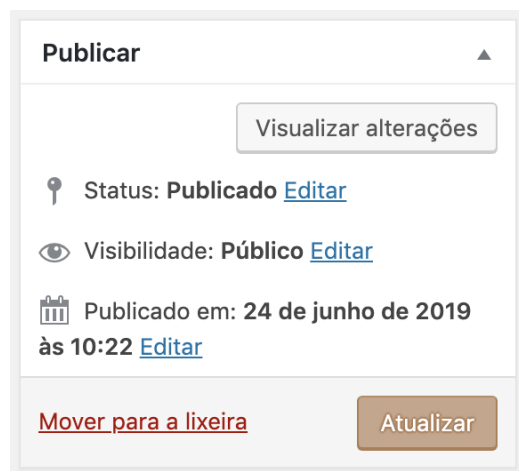 Publicar
Visualizar alterações
Status: Publicado Editar
Visibilidade: Público Editar
Publicado em: 24 de junho de 2019
às 10:22 Editar
Mover para a lixeira
Atualizar